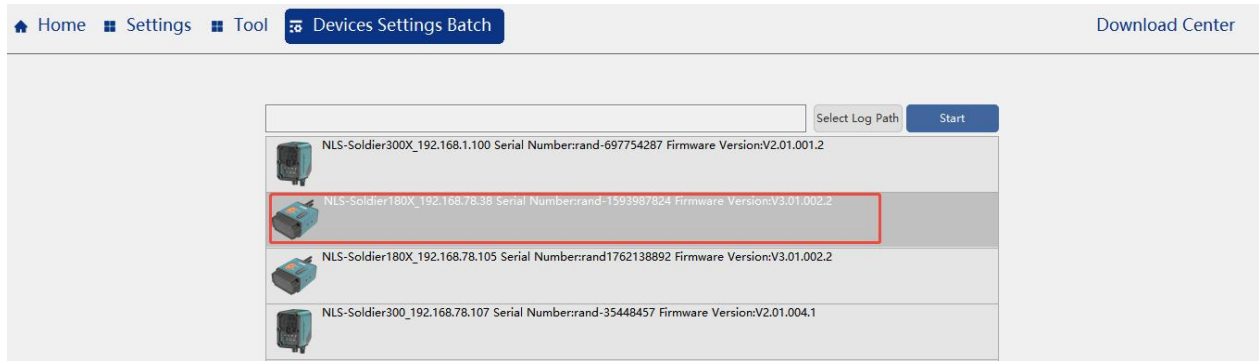 Home Settings Tool Devices Settings Batch Download Center
Select Log Path Start
NLS-Soldier300X_192.168.1.100 Serial Number:rand-697754287 Firmware Version:V2.01.001.2
NLS-Soldier180X_192.168.78.38 Serial Number:rand-1593987824 Firmware Version:V3.01.002.2
NLS-Soldier180X_192.168.78.105 Serial Number:rand1762138892 Firmware Version:V3.01.002.2
NLS-Soldier300_192.168.78.107 Serial Number:rand-35448457 Firmware Version:V2.01.004.1